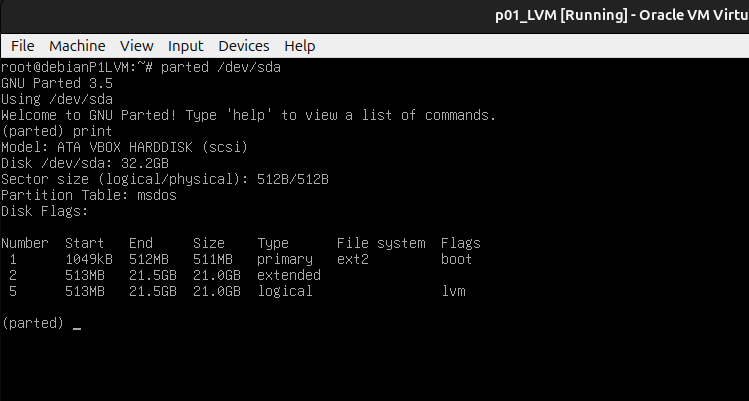 p01_LVM [Running] - Oracle VM Virtu
File Machine View Input Devices Help
root@debianP1LVM:~# parted /dev/sda
GNU Parted 3.5
Using /dev/sda
Welcome to GNU Parted! Type 'help' to view a list of commands.
(parted) print
Model: ATA VBOX HARDDISK (scsi)
Disk /dev/sda: 32.2GB
Sector size (logical/physical): 512B/512B
Partition Table: msdos
Disk Flags:
Number  Start   End     Size    Type      File system  Flags
 1      1049kB  512MB   511MB   primary   ext2         boot
 2      513MB   21.5GB  21.0GB  extended
 5      513MB   21.5GB  21.0GB  logical                lvm
(parted) _